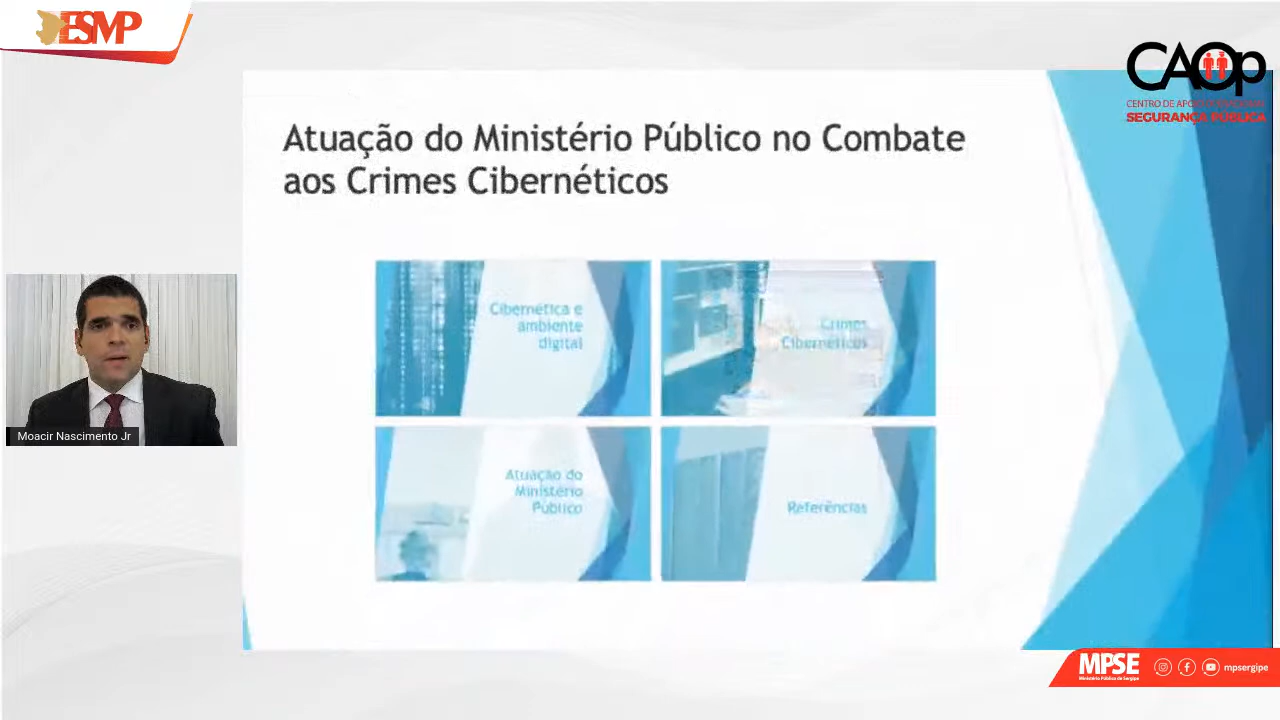 ESMP
CAOp
CENTRO DE APOIO OPERACIONAL
SEGURANÇA PÚBLICA
Atuação do Ministério Público no Combate
aos Crimes Cibernéticos
Cibernética e
ambiente
digital
Crimes
Cibernéticos
Atuação do
Ministério
Público
Referências
Moacir Nascimento Jr
MPSE
Ministério Público de Sergipe
mpsergipe